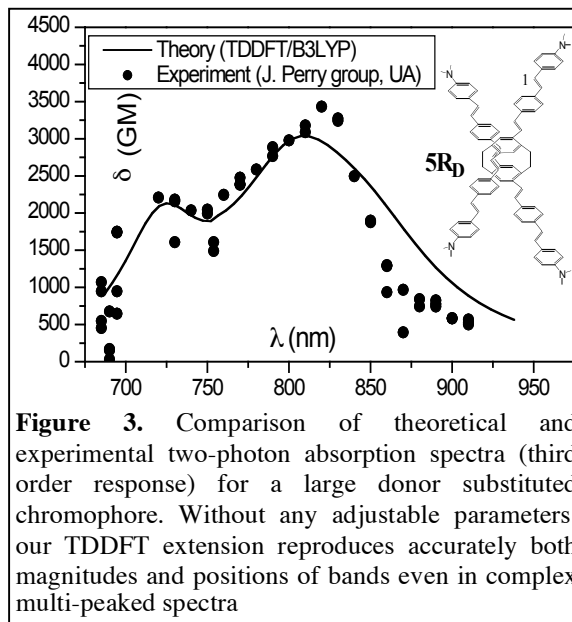 4500
4000
3500
3000
2500
2000
1500
1000
500
0
Theory (TDDFT/B3LYP)
Experiment (J. Perry group, UA)
δ (GM)
λ (nm)
700 750 800 850 900 950
5R_D
1
N
N
N
N
Figure 3. Comparison of theoretical and
experimental two-photon absorption spectra (third
order response) for a large donor substituted
chromophore. Without any adjustable parameters
our TDDFT extension reproduces accurately both
magnitudes and positions of bands even in complex
multi-peaked spectra